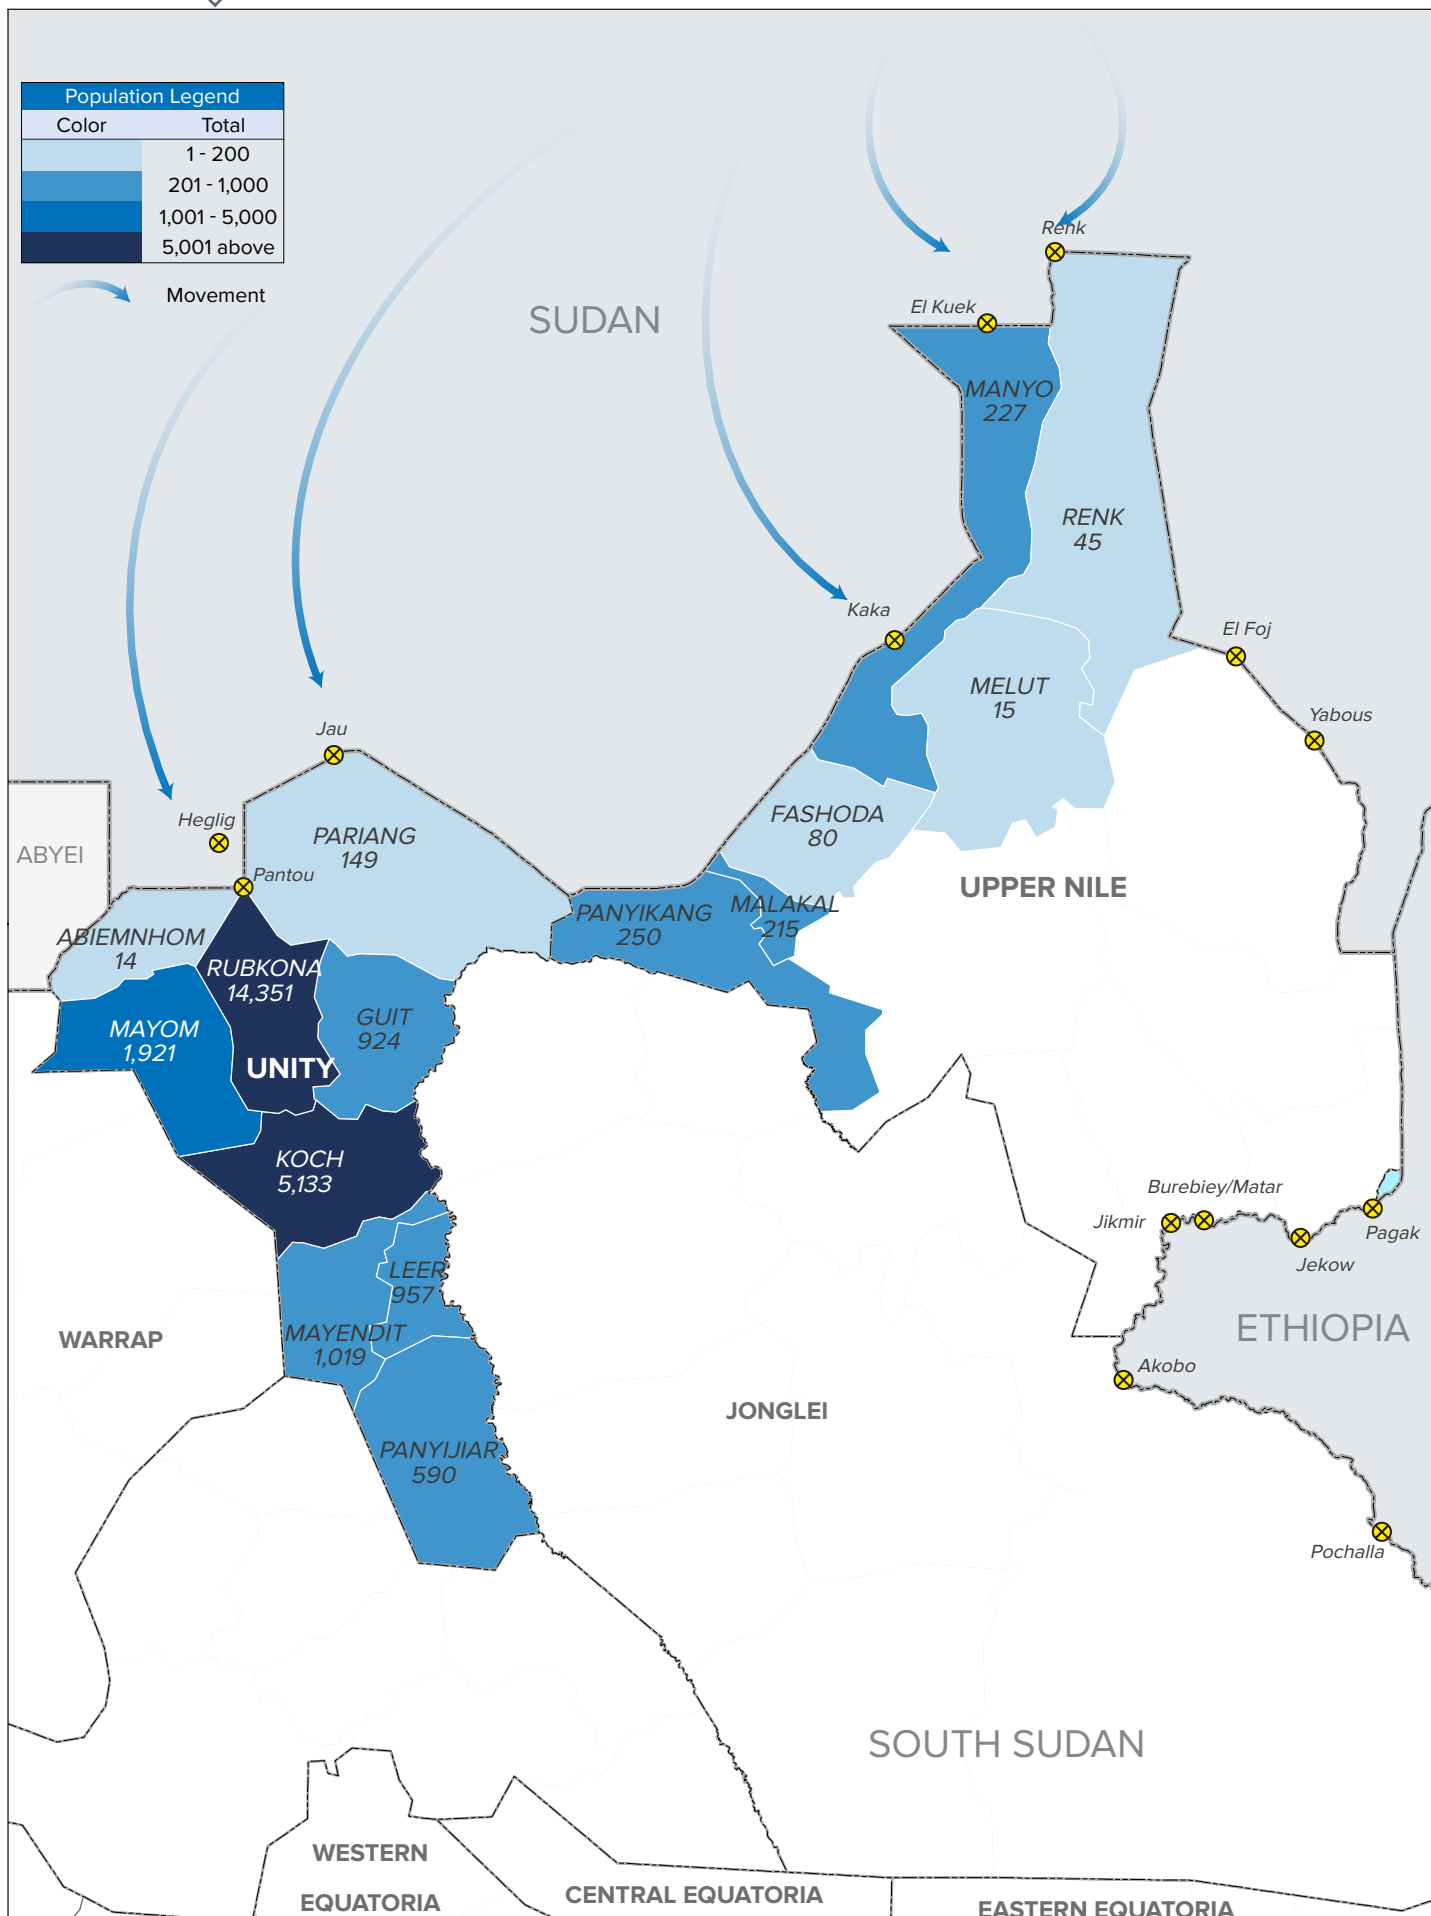 Population Legend
Color Total
1 - 200
201 - 1,000
1,001 - 5,000
5,001 above
Movement
SUDAN
Renk
El Kuek
MANYO
227
RENK
45
Kaka
El Foj
MELUT
15
Yabous
Jau
Heglig
ABYEI
PARIANG
149
FASHODA
80
Pantou
UPPER NILE
ABIEMNHOM
14
PANYIKANG
250
MALAKAL
215
RUBKONA
14,351
MAYOM
1,921
GUIT
924
UNITY
KOCH
5,133
Burebiey/Matar
Jikmir
Pagak
Jekow
LEER
957
MAYENDIT
1,019
WARRAP
ETHIOPIA
Akobo
JONGLEI
PANYIJIAR
590
Pochalla
SOUTH SUDAN
WESTERN
EQUATORIA
CENTRAL EQUATORIA
EASTERN EQUATORIA